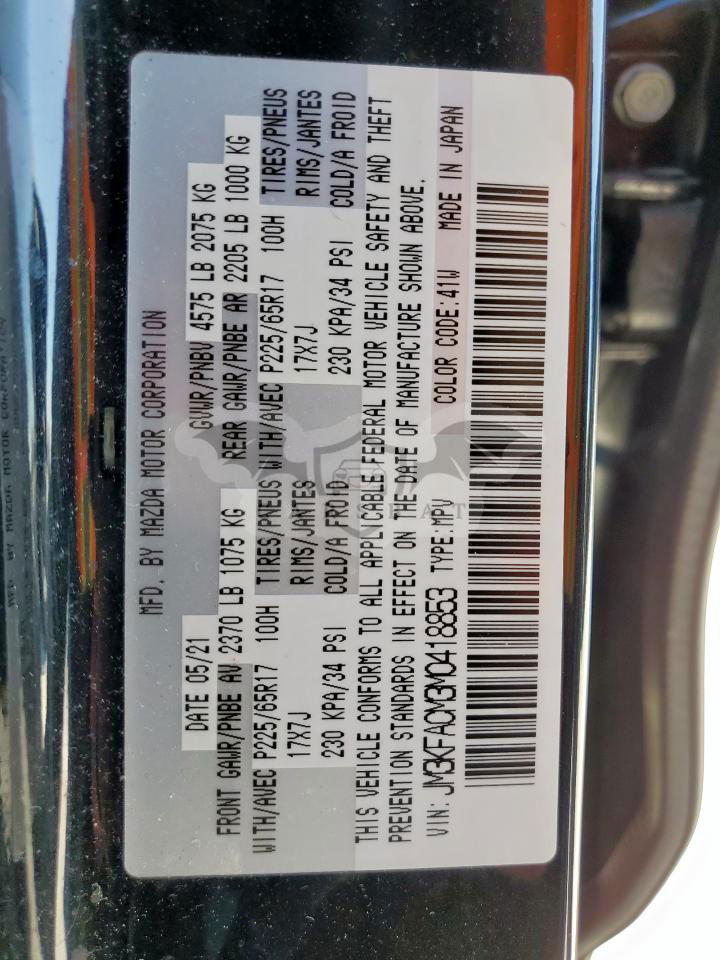 MFD. BY MAZDA MOTOR CORPORATION
DATE 05/21 GVWR/PNBV 4575 LB 2075 KG
FRONT GAWR/PNBE AV 2370 LB 1075 KG REAR GAWR/PNBE AR 2205 LB 1000 KG
WITH/AVEC P225/65R17 100H TIRES/PNEUS WITH/AVEC P225/65R17 100H TIRES/PNEUS
17X7J RIMS/JANTES 17X7J RIMS/JANTES
230 KPA/34 PSI COLD/A FROID 230 KPA/34 PSI COLD/A FROID
THIS VEHICLE CONFORMS TO ALL APPLICABLE FEDERAL MOTOR VEHICLE SAFETY AND THEFT
PREVENTION STANDARDS IN EFFECT ON THE DATE OF MANUFACTURE SHOWN ABOVE.
VIN: JM3KFACM3M0418853 TYPE:MPV COLOR CODE:41W MADE IN JAPAN